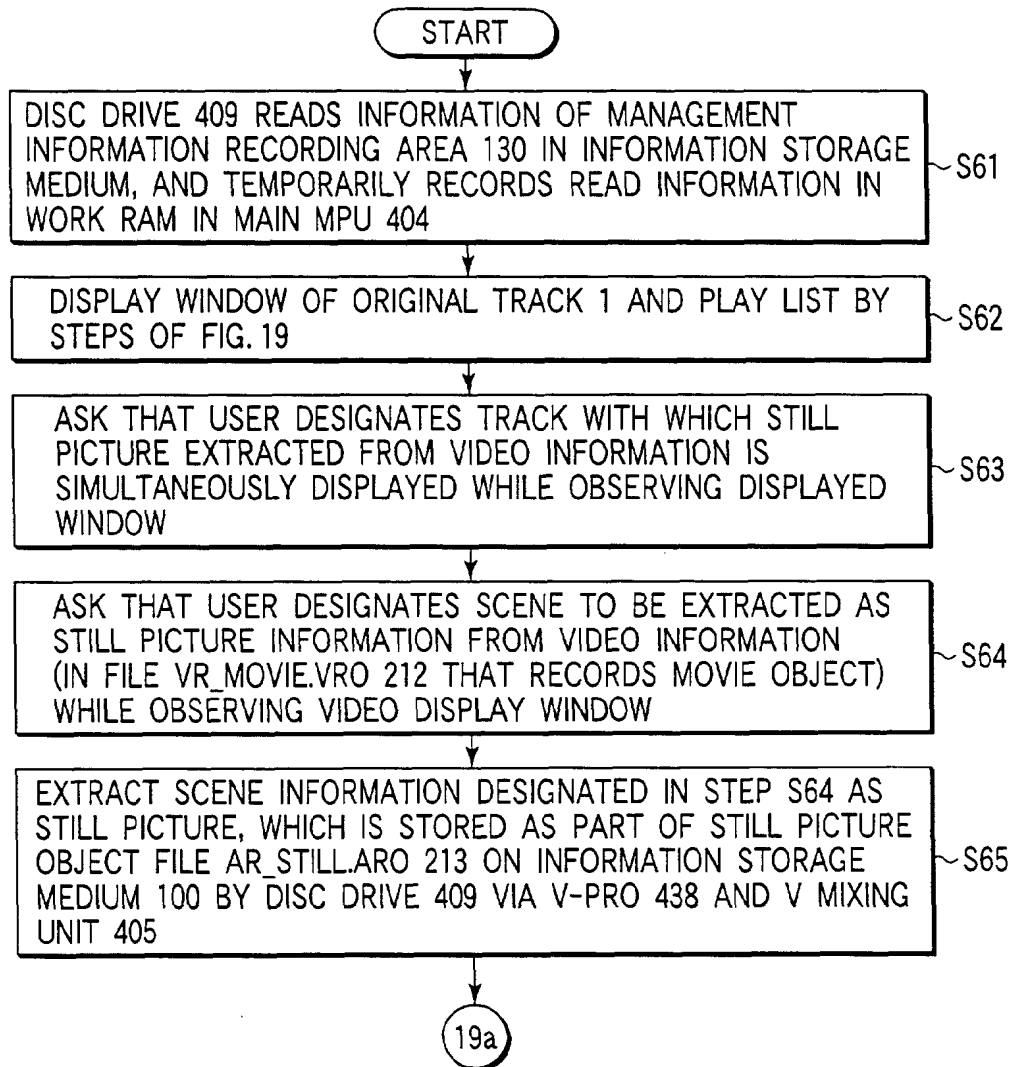 START
DISC DRIVE 409 READS INFORMATION OF MANAGEMENT
INFORMATION RECORDING AREA 130 IN INFORMATION STORAGE
MEDIUM, AND TEMPORARILY RECORDS READ INFORMATION IN
WORK RAM IN MAIN MPU 404
S61
DISPLAY WINDOW OF ORIGINAL TRACK 1 AND PLAY LIST BY
STEPS OF FIG. 19
S62
ASK THAT USER DESIGNATES TRACK WITH WHICH STILL
PICTURE EXTRACTED FROM VIDEO INFORMATION IS
SIMULTANEOUSLY DISPLAYED WHILE OBSERVING DISPLAYED
WINDOW
S63
ASK THAT USER DESIGNATES SCENE TO BE EXTRACTED AS
STILL PICTURE INFORMATION FROM VIDEO INFORMATION
(IN FILE VR_MOVIE.VRO 212 THAT RECORDS MOVIE OBJECT)
WHILE OBSERVING VIDEO DISPLAY WINDOW
S64
EXTRACT SCENE INFORMATION DESIGNATED IN STEP S64 AS
STILL PICTURE, WHICH IS STORED AS PART OF STILL PICTURE
OBJECT FILE AR_STILL.ARO 213 ON INFORMATION STORAGE
MEDIUM 100 BY DISC DRIVE 409 VIA V-PRO 438 AND V MIXING
UNIT 405
S65
19a